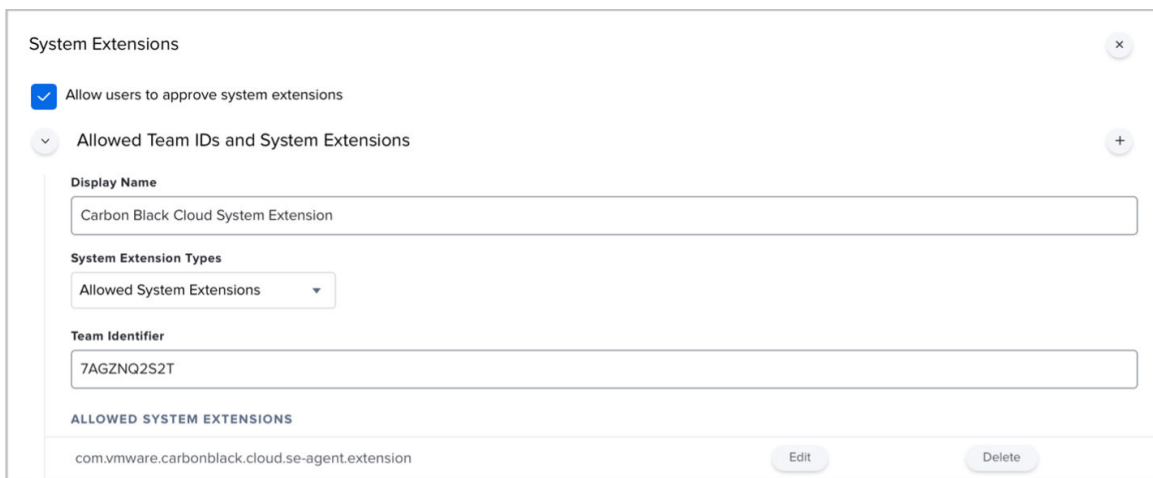 System Extensions
Allow users to approve system extensions
Allowed Team IDs and System Extensions
Display Name
Carbon Black Cloud System Extension
System Extension Types
Allowed System Extensions
Team Identifier
7AGZNQ2S2T
ALLOWED SYSTEM EXTENSIONS
com.vmware.carbonblack.cloud.se-agent.extension Edit Delete